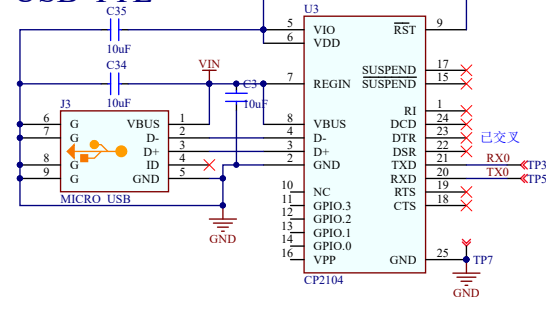 USB TTL
C35
10uF
C34
10uF
VIN
C3
10uF
J3
6 G VBUS 1
7 G D- 2
D+ 3
8 G ID 4
9 G GND 5
MICRO USB
GND
U3
5 VIO RST 9
6 VDD
SUSPEND 17
7 REGIN SUSPEND 15
RI 1
8 VBUS DCD 24
4 D- DTR 23 已交叉
3 D+ DSR 22
2 GND TXD 21 RX0 TP3
RXD 20 TX0 TP5
10 NC RTS 19
11 GPIO.3 CTS 18
12 GPIO.2
13 GPIO.1
14 GPIO.0
16 VPP GND 25 TP7
CP2104
GND